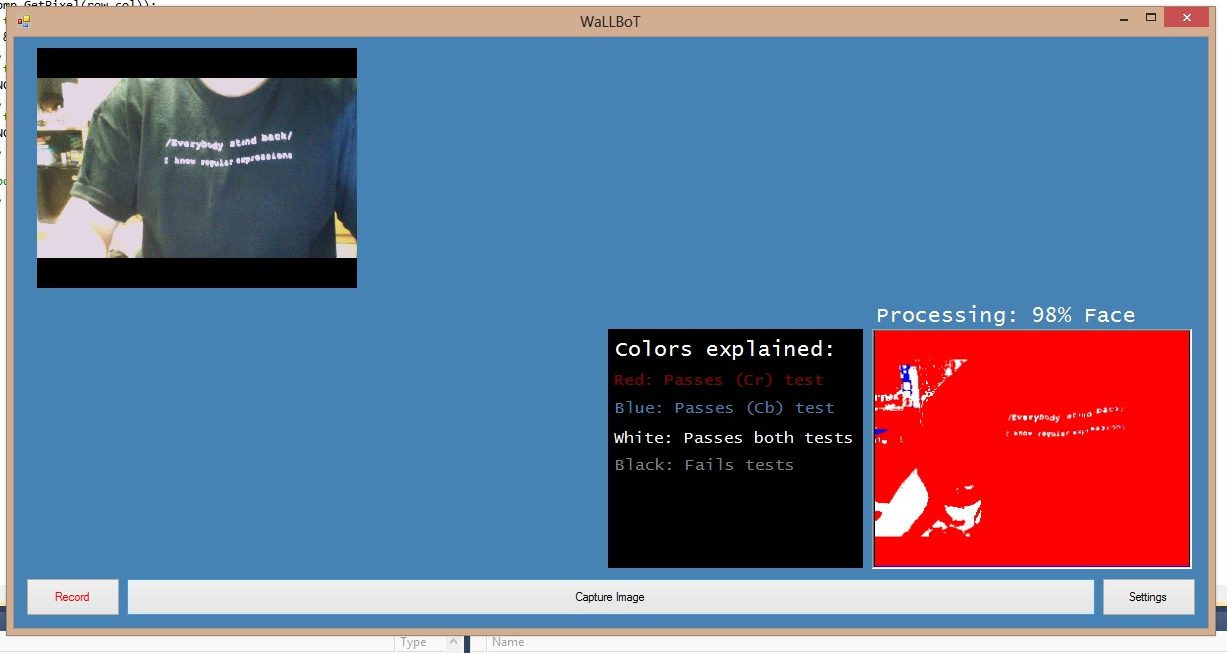 omp.GetPixel(row,col));
WaLLBoT
/Everybody stand back/
I know regular expressions
Processing: 98% Face
Colors explained:
Red: Passes (Cr) test
Blue: Passes (Cb) test
White: Passes both tests
Black: Fails tests
/Everybody stind back/
I know regular expressions
Record
Capture Image
Settings
Type
Name